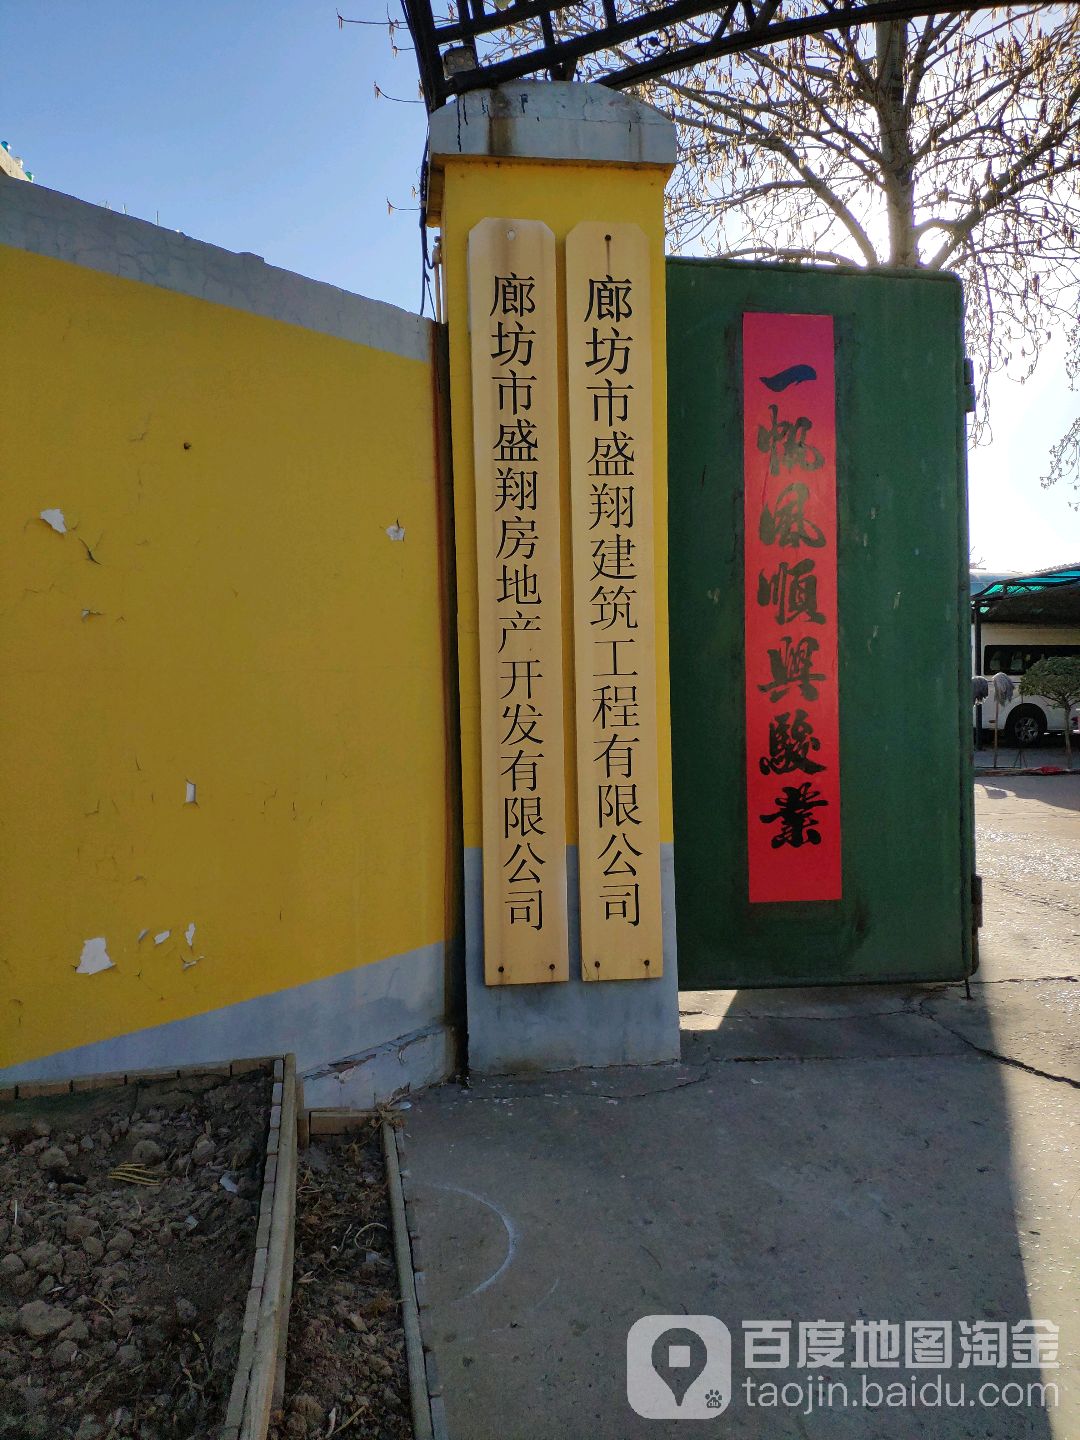 廊坊市盛翔房地产开发有限公司
廊坊市盛翔建筑工程有限公司
一帆风順興駿業
百度地图淘金
taojin.baidu.com